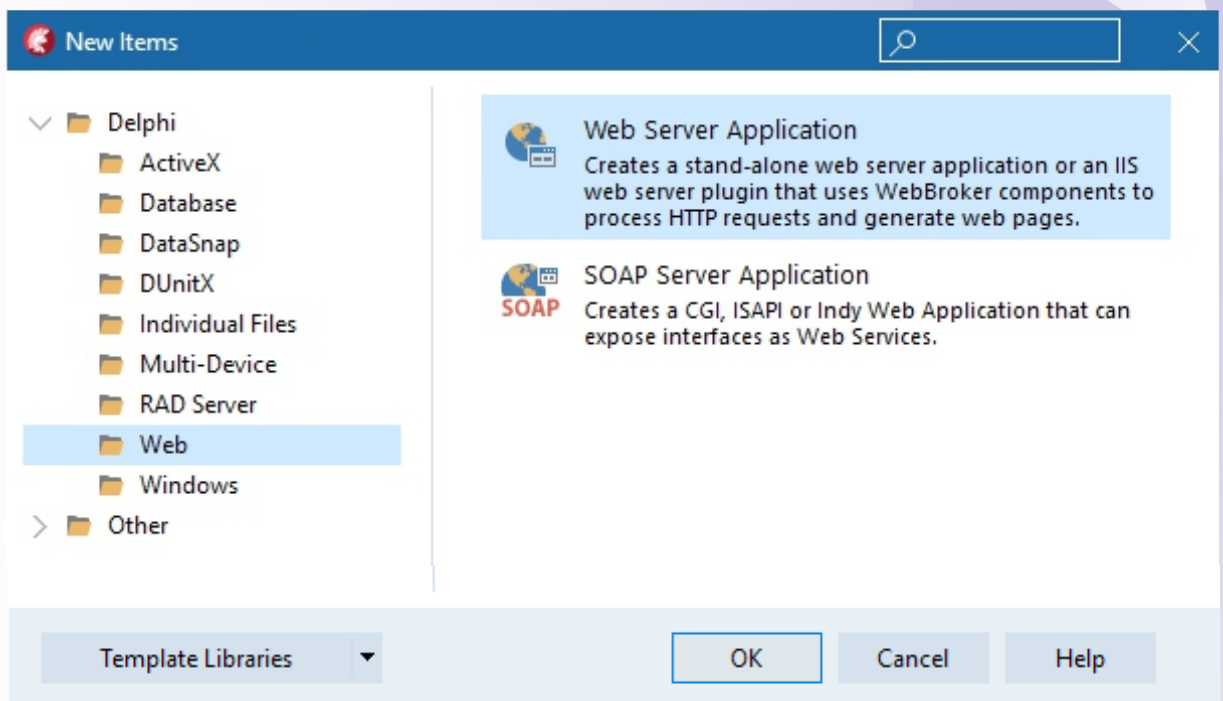 New Items
Delphi
ActiveX
Database
DataSnap
DUnitX
Individual Files
Multi-Device
RAD Server
Web
Windows
Other
Web Server Application
Creates a stand-alone web server application or an IIS
web server plugin that uses WebBroker components to
process HTTP requests and generate web pages.
SOAP
SOAP Server Application
Creates a CGI, ISAPI or Indy Web Application that can
expose interfaces as Web Services.
Template Libraries
OK
Cancel
Help